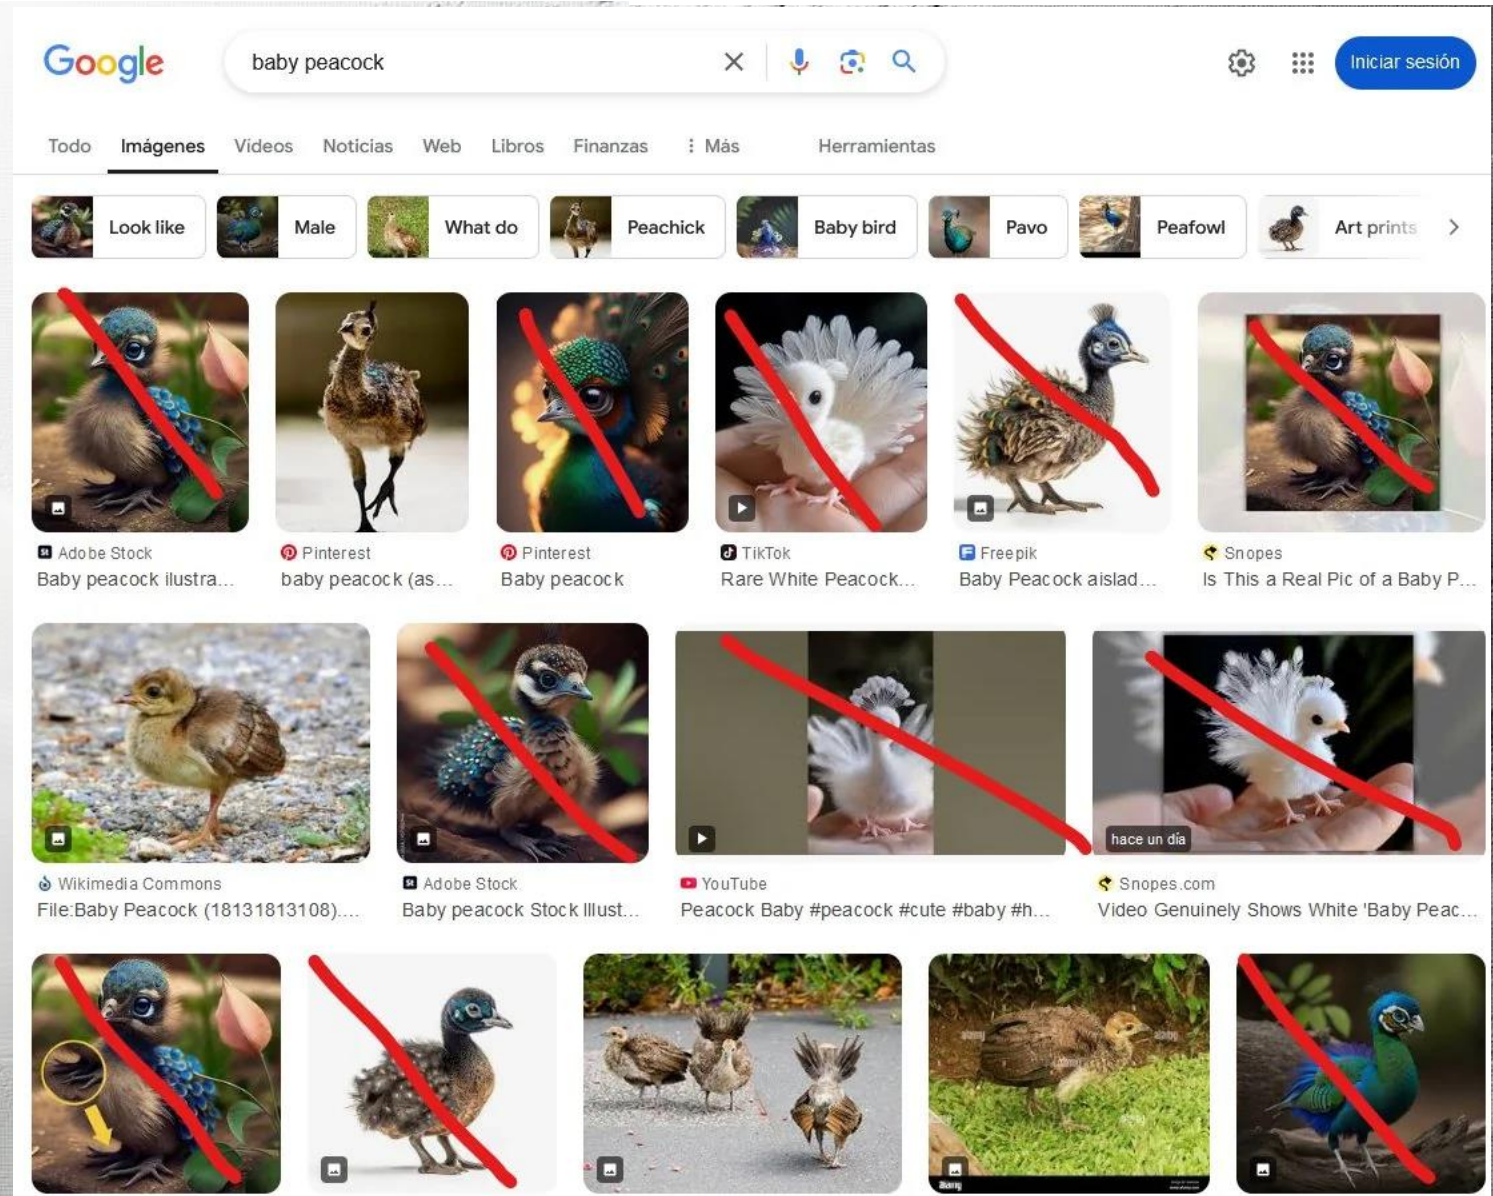 Google
baby peacock
Iniciar sesión
Todo Imágenes Vídeos Noticias Web Libros Finanzas Más Herramientas
Look like Male What do Peachick Baby bird Pavo Peafowl Art prints
Adobe Stock
Baby peacock ilustra...
Pinterest
baby peacock (as...
Pinterest
Baby peacock
TikTok
Rare White Peacock...
Freepik
Baby Peacock aislad...
Snopes
Is This a Real Pic of a Baby P...
hace un día
Wikimedia Commons
File:Baby Peacock (18131813108)....
Adobe Stock
Baby peacock Stock Illust...
YouTube
Peacock Baby #peacock #cute #baby #h...
Snopes.com
Video Genuinely Shows White 'Baby Peac...
alamy